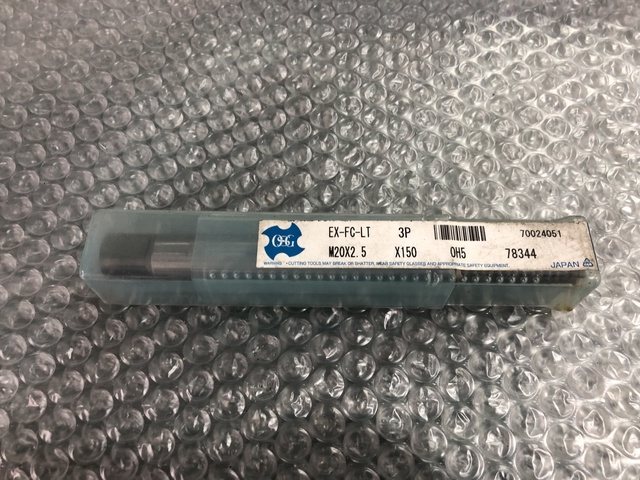 OSG EX-FC-LT 3P 70024051
M20X2.5 X150 OH5 78344
WARNING • CUTTING TOOLS MAY BREAK OR SHATTER, WEAR SAFETY GLASSES AND APPROPRIATE SAFETY EQUIPMENT. JAPAN